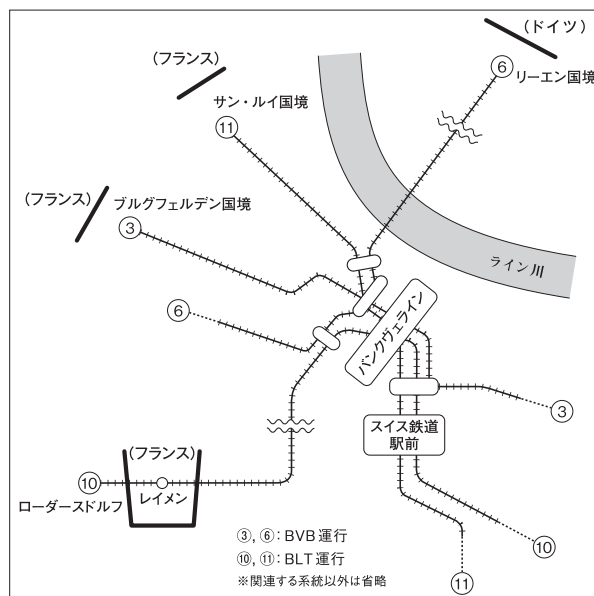 (ドイツ)
⑥
リーエン国境
(フランス)
サン・ルイ国境
⑪
(フランス)
ブルグフェルデン国境
③
ライン川
⑥
バンクヴェライン
③
スイス鉄道
駅前
(フランス)
⑩
レイメン
ローダースドルフ
③, ⑥：BVB運行
⑩, ⑪：BLT運行
※関連する系統以外は省略
⑩
⑪